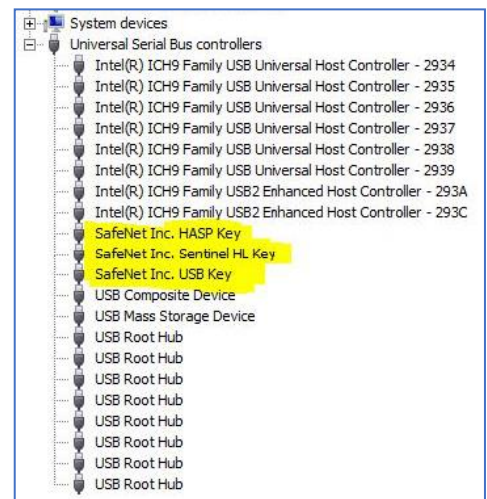 System devices
Universal Serial Bus controllers
Intel(R) ICH9 Family USB Universal Host Controller - 2934
Intel(R) ICH9 Family USB Universal Host Controller - 2935
Intel(R) ICH9 Family USB Universal Host Controller - 2936
Intel(R) ICH9 Family USB Universal Host Controller - 2937
Intel(R) ICH9 Family USB Universal Host Controller - 2938
Intel(R) ICH9 Family USB Universal Host Controller - 2939
Intel(R) ICH9 Family USB2 Enhanced Host Controller - 293A
Intel(R) ICH9 Family USB2 Enhanced Host Controller - 293C
SafeNet Inc. HASP Key
SafeNet Inc. Sentinel HL Key
SafeNet Inc. USB Key
USB Composite Device
USB Mass Storage Device
USB Root Hub
USB Root Hub
USB Root Hub
USB Root Hub
USB Root Hub
USB Root Hub
USB Root Hub
USB Root Hub